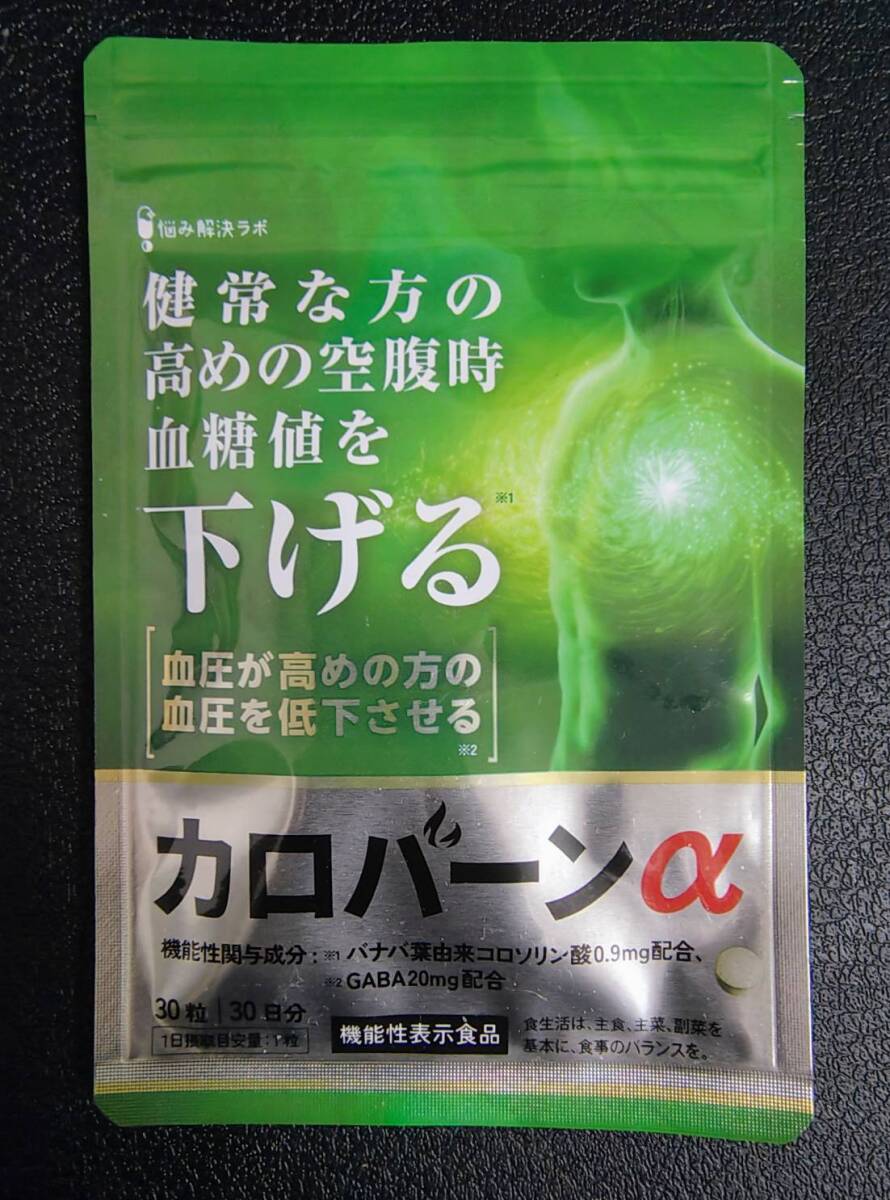 悩み解決ラボ
健常な方の
高めの空腹時
血糖値を
下げる※1
血圧が高めの方の
血圧を低下させる
※2
カロバーンα
機能性関与成分：※1 バナバ葉由来コロソリン酸0.9mg配合、
※2 GABA20mg配合
30粒 | 30日分
1日摂取目安量：1粒
機能性表示食品
食生活は、主食、主菜、副菜を
基本に、食事のバランスを。